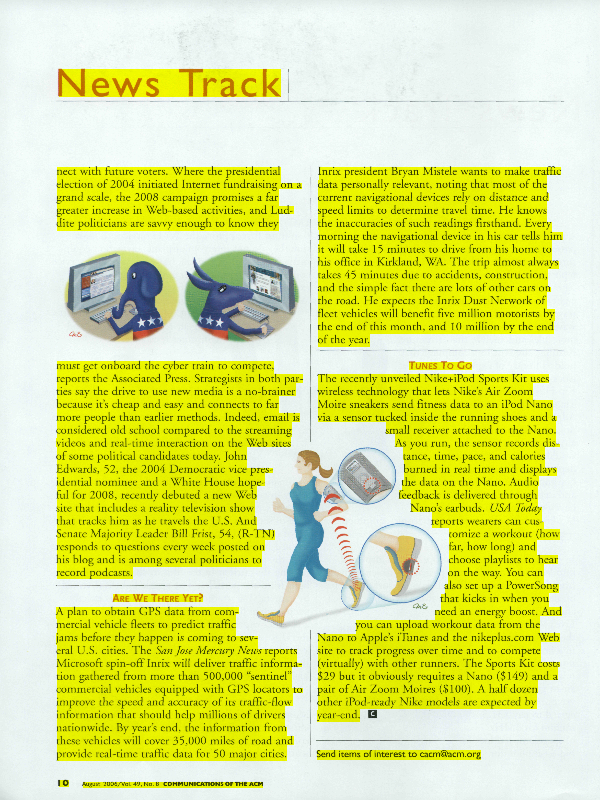 News Track
nect with future voters. Where the presidential
election of 2004 initiated Internet fundraising on a
grand scale, the 2008 campaign promises a far
greater increase in Web-based activities, and Lud-
dite politicians are savvy enough to know they
must get onboard the cyber train to compete,
reports the Associated Press. Strategists in both par-
ties say the drive to use new media is a no-brainer
because it's cheap and easy and connects to far
more people than earlier methods. Indeed, email is
considered old school compared to the streaming
videos and real-time interaction on the Web sites
of some political candidates today. John
Edwards, 52, the 2004 Democratic vice pres-
idential nominee and a White House hope-
ful for 2008, recently debuted a new Web
site that includes a reality television show
that tracks him as he travels the U.S. And
Senate Majority Leader Bill Frist, 54, (R-TN)
responds to questions every week posted on
his blog and is among several politicians to
record podcasts.
ARE WE THERE YET?
A plan to obtain GPS data from com-
mercial vehicle fleets to predict traffic
jams before they happen is coming to sev-
eral U.S. cities. The San Jose Mercury News reports
Microsoft spin-off Inrix will deliver traffic informa-
tion gathered from more than 500,000 "sentinel"
commercial vehicles equipped with GPS locators to
improve the speed and accuracy of its traffic-flow
information that should help millions of drivers
nationwide. By year's end, the information from
these vehicles will cover 35,000 miles of road and
provide real-time traffic data for 50 major cities.
Inrix president Bryan Mistele wants to make traffic
data personally relevant, noting that most of the
current navigational devices rely on distance and
speed limits to determine travel time. He knows
the inaccuracies of such readings firsthand. Every
morning the navigational device in his car tells him
it will take 15 minutes to drive from his home to
his office in Kirkland, WA. The trip almost always
takes 45 minutes due to accidents, construction,
and the simple fact there are lots of other cars on
the road. He expects the Inrix Dust Network of
fleet vehicles will benefit five million motorists by
the end of this month, and 10 million by the end
of the year.
TUNES TO GO
The recently unveiled Nike+iPod Sports Kit uses
wireless technology that lets Nike's Air Zoom
Moire sneakers send fitness data to an iPod Nano
via a sensor tucked inside the running shoes and a
small receiver attached to the Nano.
As you run, the sensor records dis-
tance, time, pace, and calories
burned in real time and displays
the data on the Nano. Audio
feedback is delivered through
Nano's earbuds. USA Today
reports wearers can cus-
tomize a workout (how
far, how long) and
choose playlists to hear
on the way. You can
also set up a PowerSong
that kicks in when you
need an energy boost. And
you can upload workout data from the
Nano to Apple's iTunes and the nikeplus.com Web
site to track progress over time and to compete
(virtually) with other runners. The Sports Kit costs
$29 but it obviously requires a Nano ($149) and a
pair of Air Zoom Moires ($100). A half dozen
other iPod-ready Nike models are expected by
year-end. C
Send items of interest to cacm@acm.org
10 August 2006/Vol. 49, No. 8 COMMUNICATIONS OF THE ACM